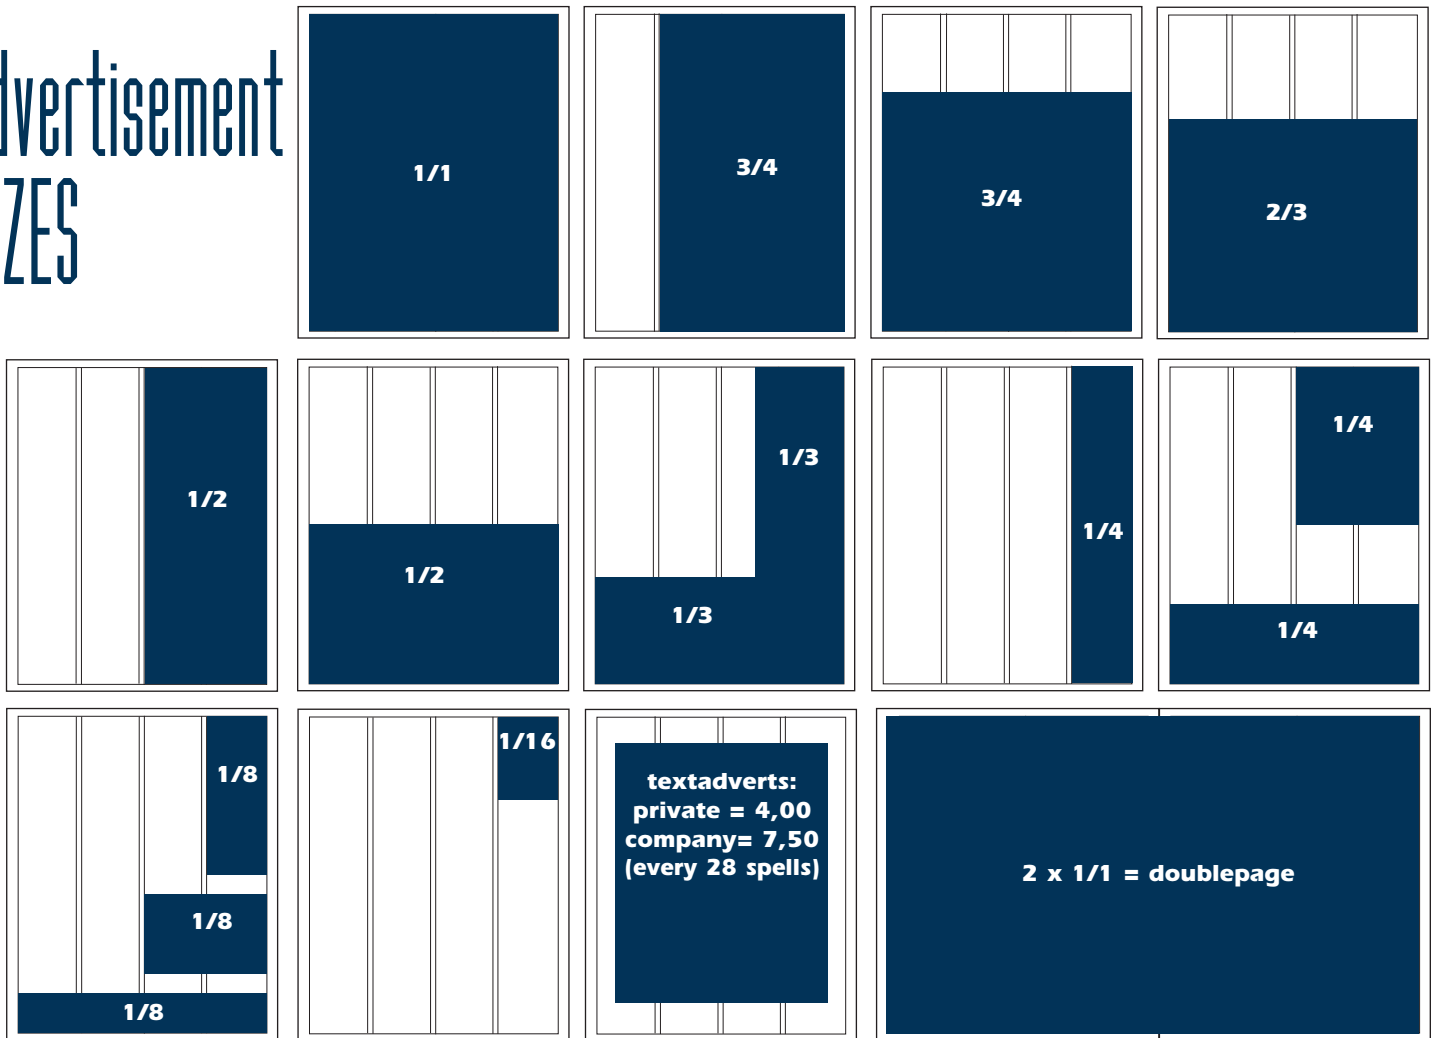 dvertisement
ZES
1/1
3/4
3/4
2/3
1/2
1/2
1/3
1/3
1/4
1/4
1/4
1/8
1/8
1/8
1/16
textadverts:
private = 4,00
company= 7,50
(every 28 spells)
2 x 1/1 = doublepage